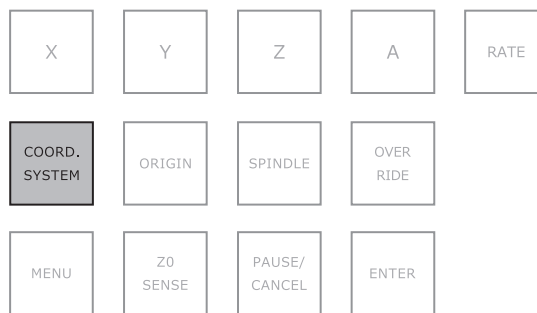 X
Y
Z
A
RATE
COORD.
SYSTEM
ORIGIN
SPINDLE
OVER
RIDE
MENU
Z0
SENSE
PAUSE/
CANCEL
ENTER